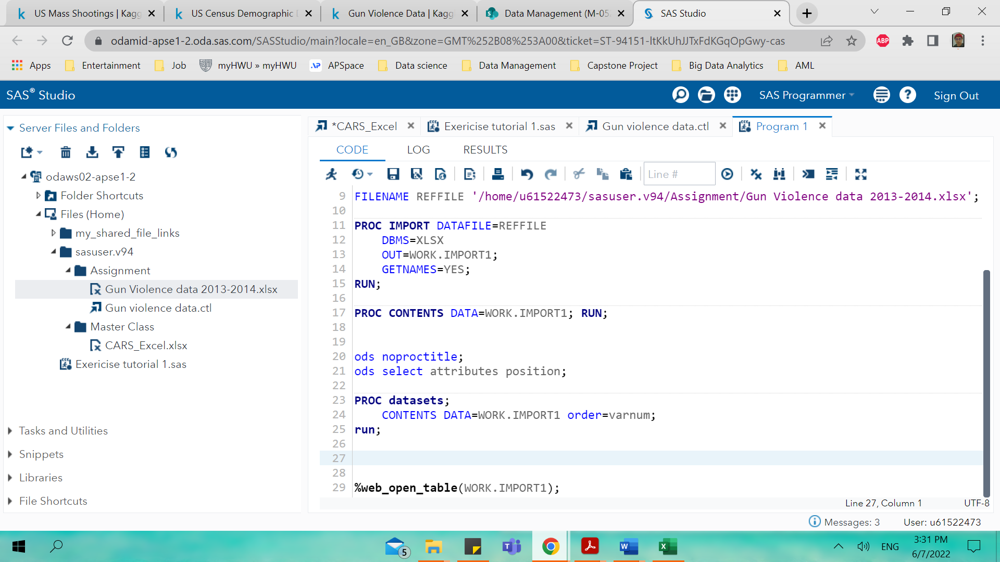 US Mass Shootings | Kagg
US Census Demographic
Gun Violence Data | Kagg
Data Management (M-05
SAS Studio
odamid-apse1-2.oda.sas.com/SASStudio/main?locale=en_GB&zone=GMT%252B08%253A00&ticket=ST-94151-ltKkUhJJTxFdKGqOpGwy-cas
ABP
Apps
Entertainment
Job
myHWU » myHWU
APSpace
Data science
Data Management
Capstone Project
Big Data Analytics
AML
SAS® Studio
SAS Programmer
Sign Out
Server Files and Folders
odaws02-apse1-2
Folder Shortcuts
Files (Home)
my_shared_file_links
sasuser.v94
Assignment
Gun Violence data 2013-2014.xlsx
Gun violence data.ctl
Master Class
CARS_Excel.xlsx
Exericise tutorial 1.sas
Tasks and Utilities
Snippets
Libraries
File Shortcuts
*CARS_Excel
Exericise tutorial 1.sas
Gun violence data.ctl
Program 1
CODE
LOG
RESULTS
Line #
9 FILENAME REFFILE '/home/u61522473/sasuser.v94/Assignment/Gun Violence data 2013-2014.xlsx';
10
11 PROC IMPORT DATAFILE=REFFILE
12 DBMS=XLSX
13 OUT=WORK.IMPORT1;
14 GETNAMES=YES;
15 RUN;
16
17 PROC CONTENTS DATA=WORK.IMPORT1; RUN;
18
19
20 ods noproctitle;
21 ods select attributes position;
22
23 PROC datasets;
24 CONTENTS DATA=WORK.IMPORT1 order=varnum;
25 run;
26
27
28
29 %web_open_table(WORK.IMPORT1);
Line 27, Column 1
UTF-8
Messages: 3
User: u61522473
5
ENG
3:31 PM
6/7/2022